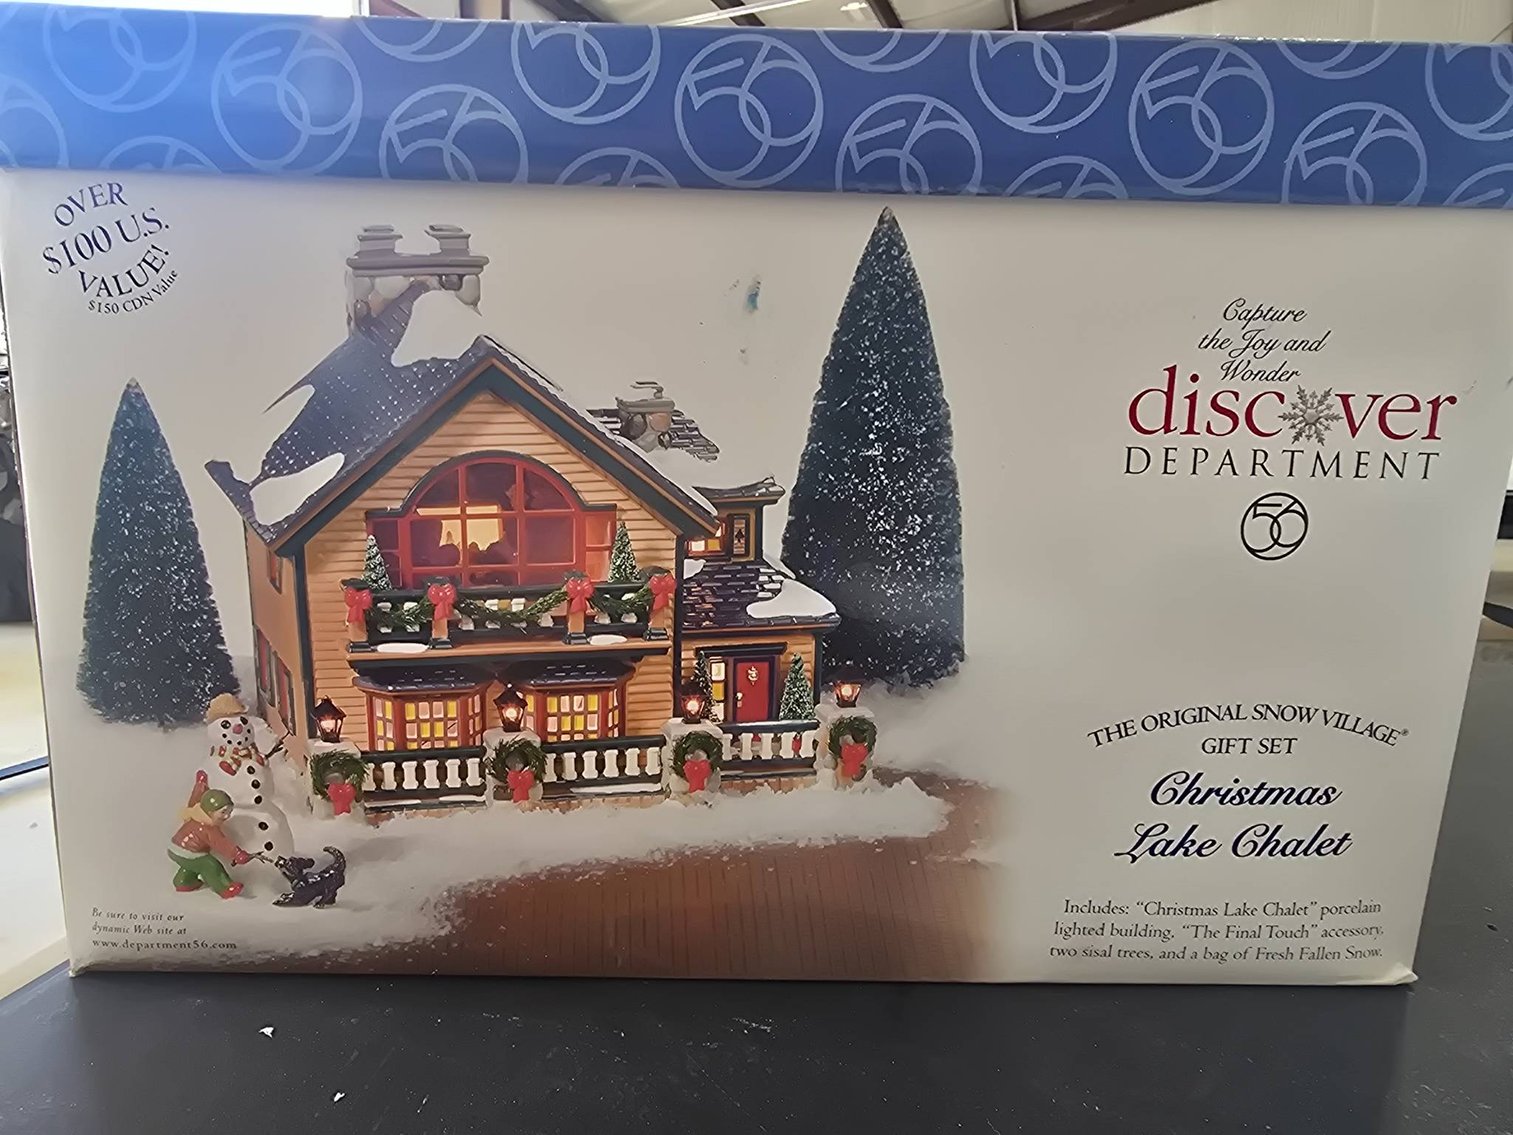 OVER
$100 U.S.
VALUE!
$150 CDN Value
Capture
the Joy and
Wonder
discover
DEPARTMENT
56
THE ORIGINAL SNOW VILLAGE®
GIFT SET
Christmas
Lake Chalet
Includes: “Christmas Lake Chalet” porcelain
lighted building, “The Final Touch” accessory,
two sisal trees, and a bag of Fresh Fallen Snow.
Be sure to visit our
dynamic Web site at
www.department56.com